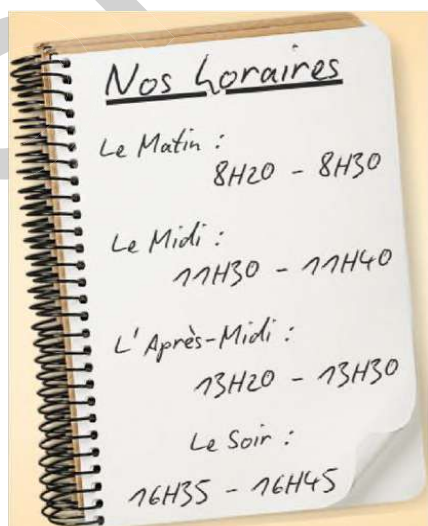 Nos horaires
Le Matin :
8H20 - 8H30
Le Midi :
11H30 - 11H40
L'Après-Midi :
13H20 - 13H30
Le Soir :
16H35 - 16H45